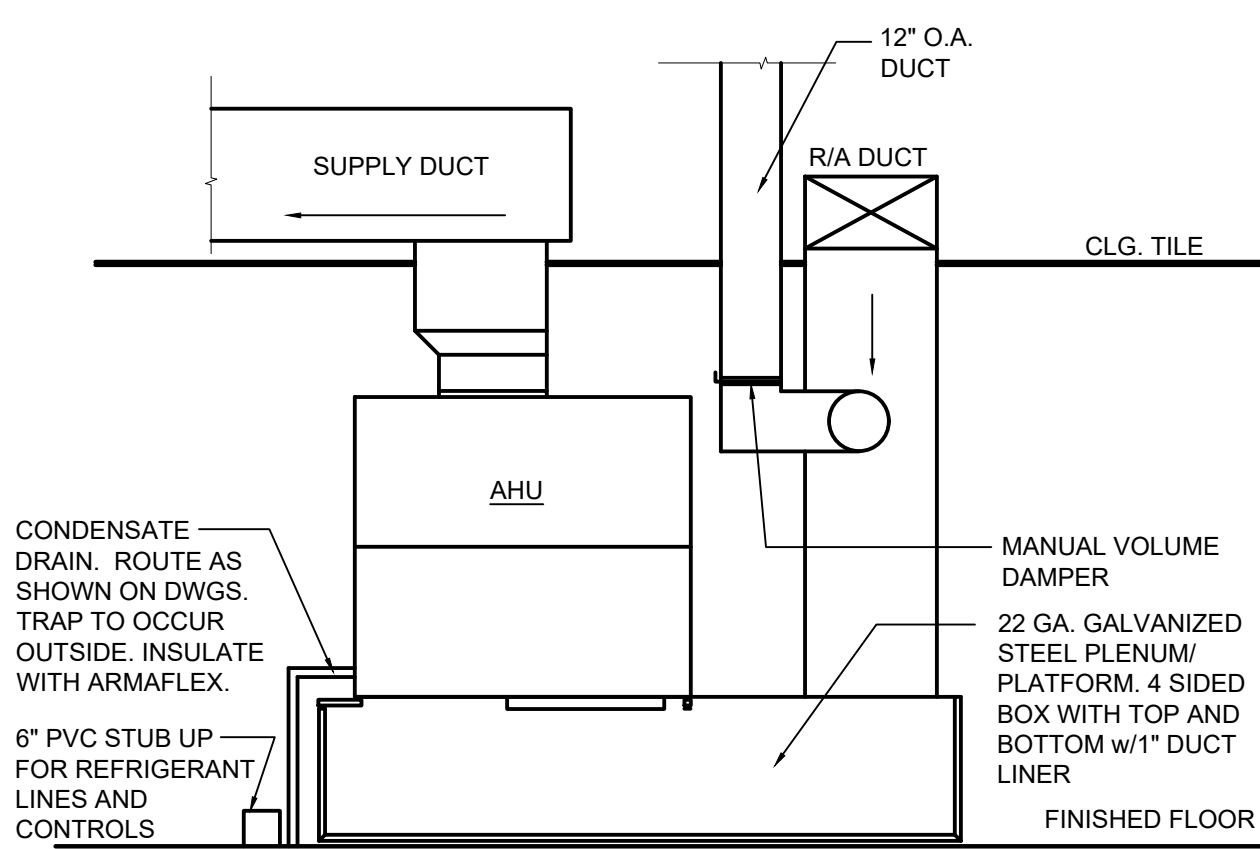 12" O.A.
DUCT
SUPPLY DUCT
R/A DUCT
CLG. TILE
AHU
CONDENSATE
DRAIN. ROUTE AS
SHOWN ON DWGS.
TRAP TO OCCUR
OUTSIDE. INSULATE
WITH ARMAFLEX.
MANUAL VOLUME
DAMPER
22 GA. GALVANIZED
STEEL PLENUM/
PLATFORM. 4 SIDED
BOX WITH TOP AND
BOTTOM w/1" DUCT
LINER
6" PVC STUB UP
FOR REFRIGERANT
LINES AND
CONTROLS
FINISHED FLOOR